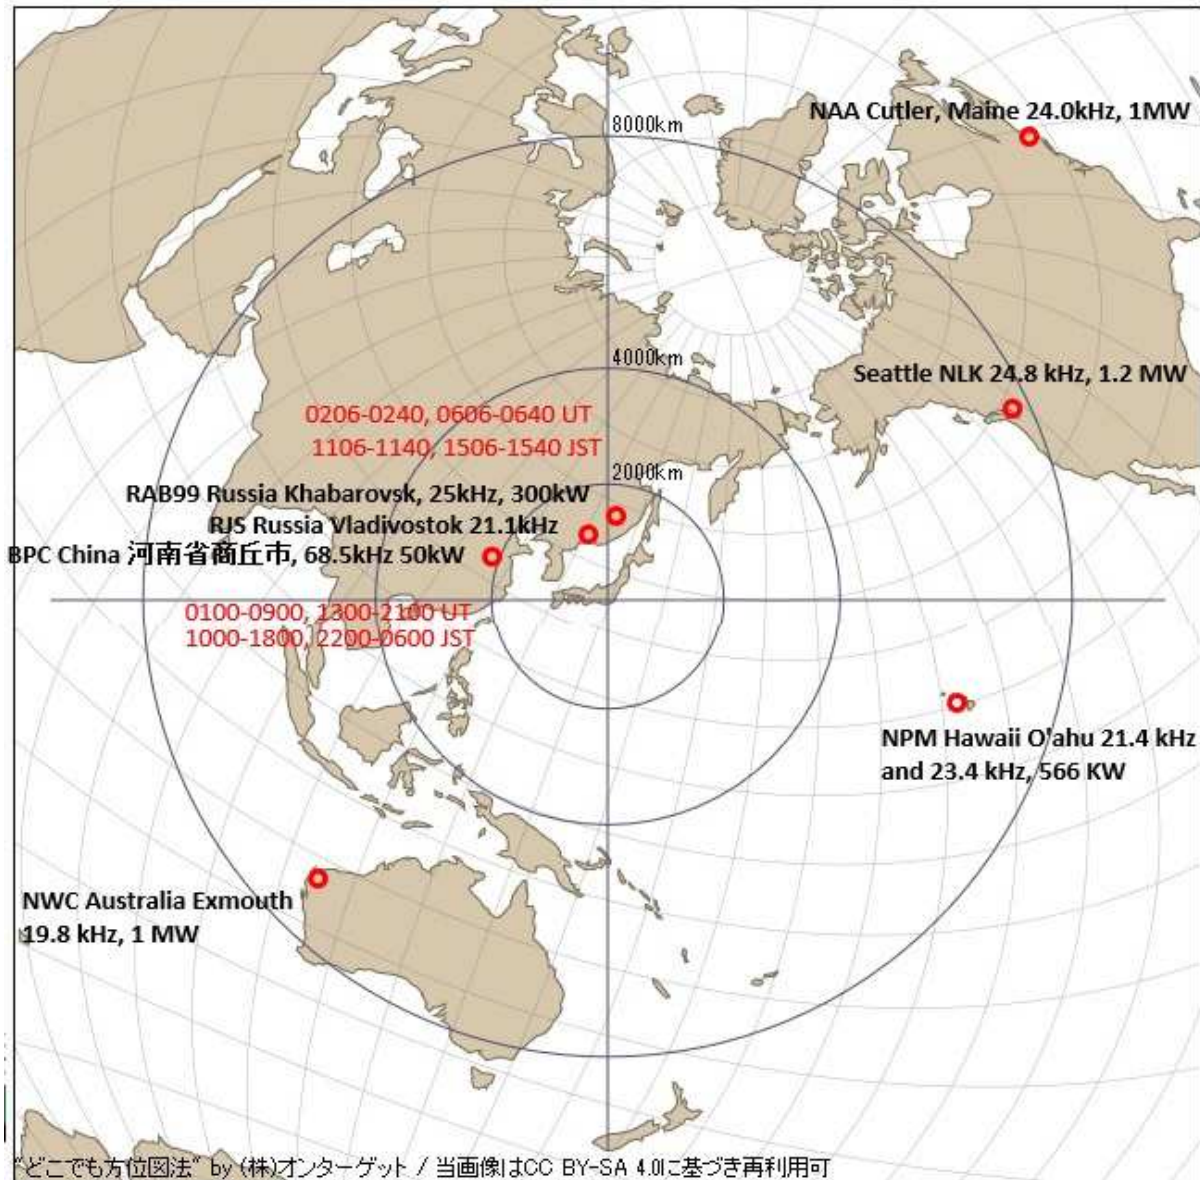 NAA Cutler, Maine 24.0kHz, 1MW
8000km
4000km
Seattle NLK 24.8 kHz, 1.2 MW
0206-0240, 0606-0640 UT
1106-1140, 1506-1540 JST
2000km
RAB99 Russia Khabarovsk, 25kHz, 300kW
RJS Russia Vladivostok 21.1kHz
BPC China 河南省商丘市, 68.5kHz 50kW
0100-0900, 1300-2100 UT
1000-1800, 2200-0600 JST
NPM Hawaii O'ahu 21.4 kHz
and 23.4 kHz, 566 KW
NWC Australia Exmouth
19.8 kHz, 1 MW
"どこでも方位図法" by (株)オンターゲット / 当画像はCC BY-SA 4.0に基づき再利用可